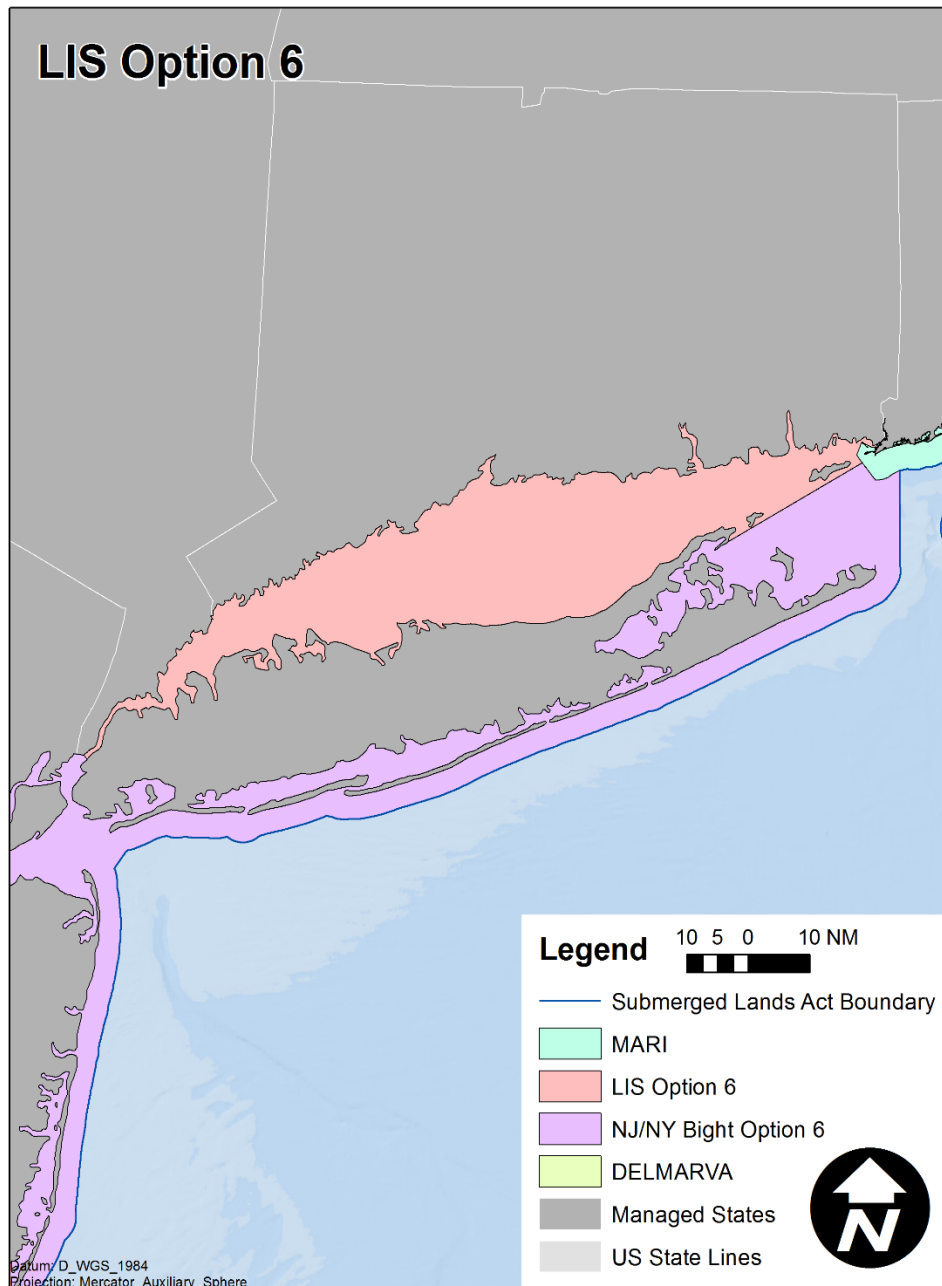 LIS Option 6
Legend
10 5 0 10 NM
Submerged Lands Act Boundary
MARI
LIS Option 6
NJ/NY Bight Option 6
DELMARVA
Managed States
US State Lines
N
Datum: D_WGS_1984
Projection: Mercator_Auxiliary_Sphere